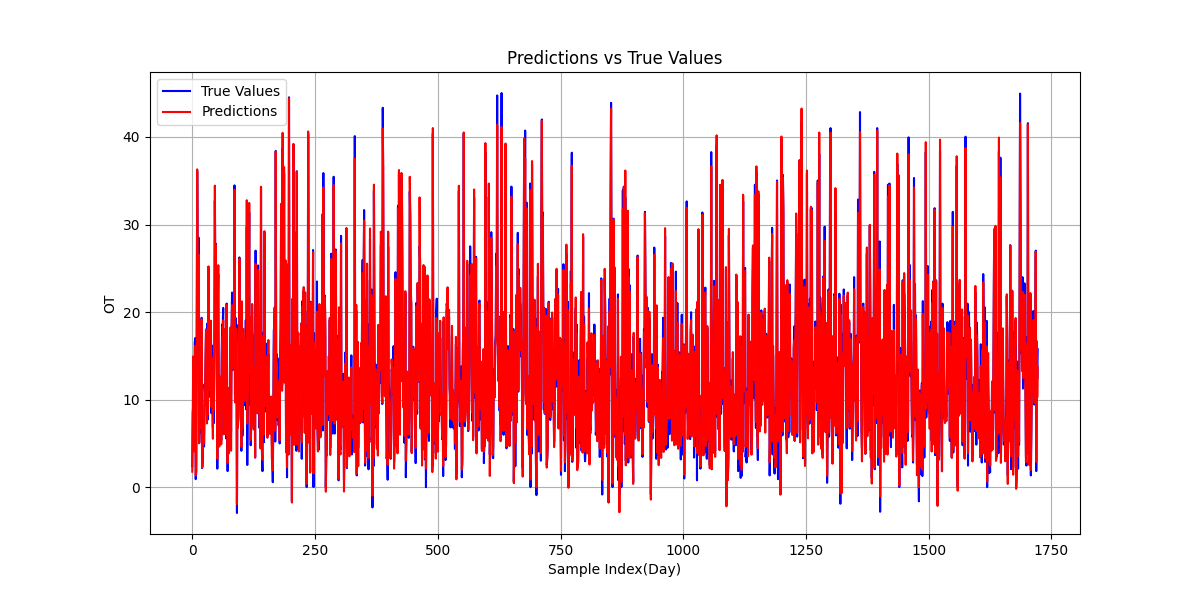 Predictions vs True Values
True Values
Predictions
OT
40
30
20
10
0
0 250 500 750 1000 1250 1500 1750
Sample Index(Day)